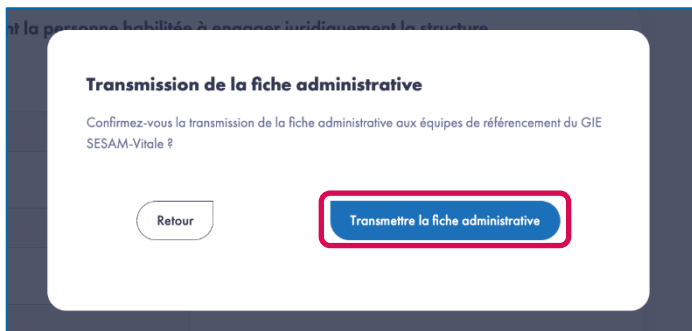 nt la personne habilitée à engager juridiquement la structure
Transmission de la fiche administrative
Confirmez-vous la transmission de la fiche administrative aux équipes de référencement du GIE
SESAM-Vitale ?
Retour
Transmettre la fiche administrative